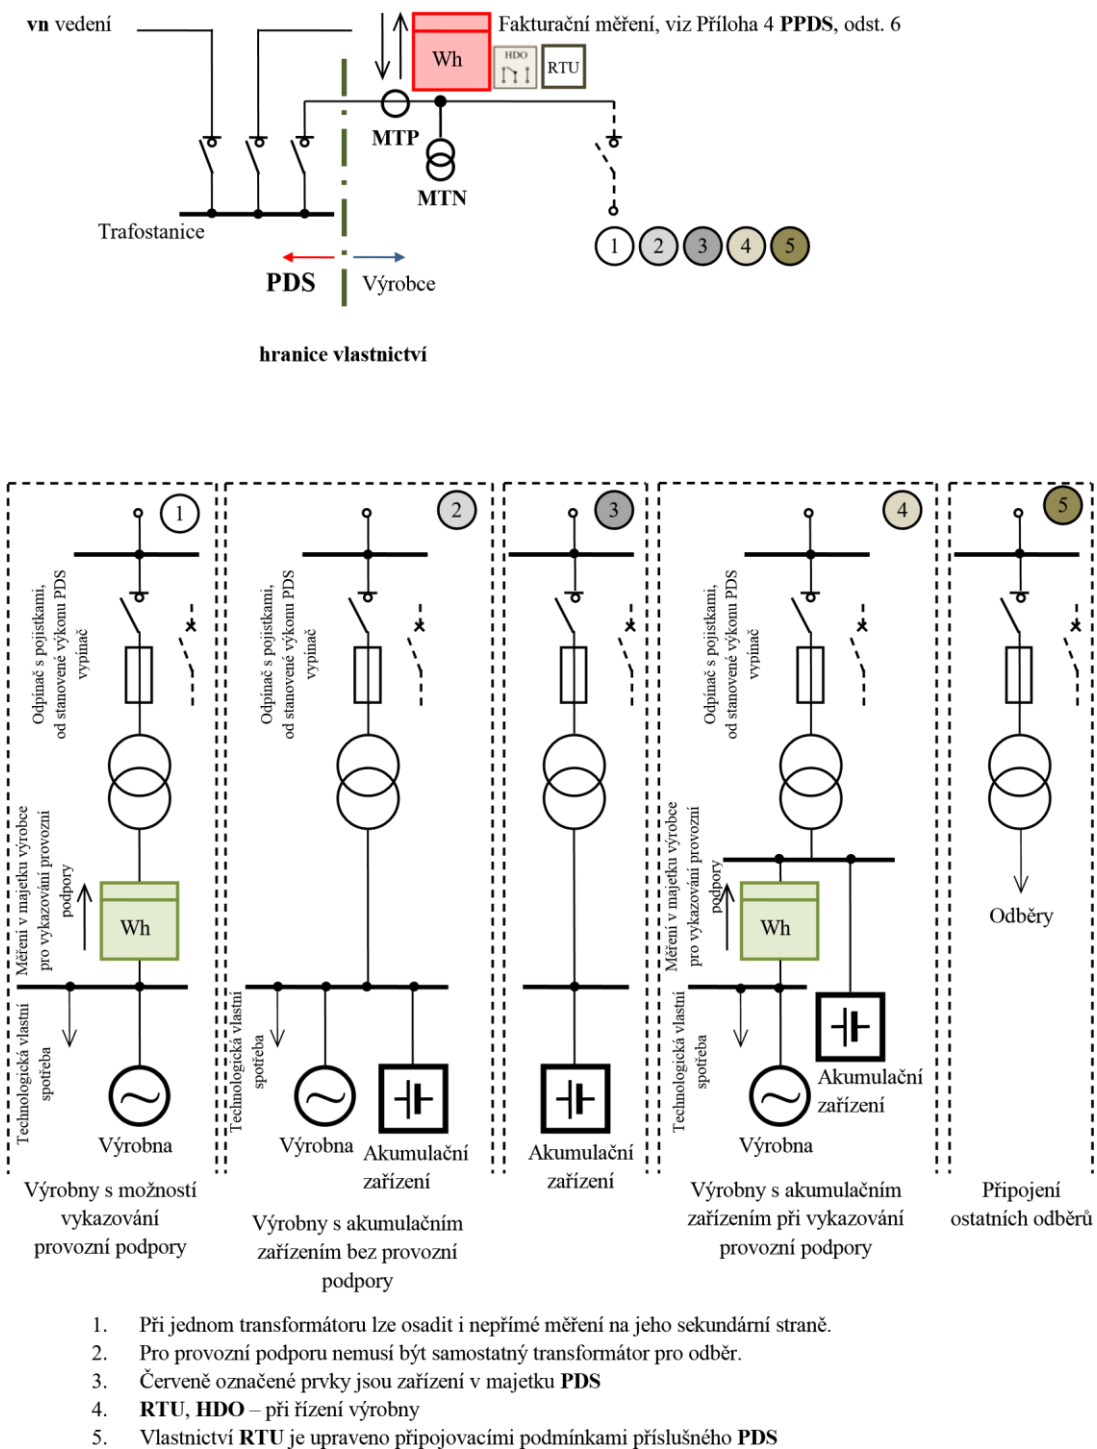 vn vedení
Fakturační měření, viz Příloha 4 PPDS, odst. 6
Wh
HDO
RTU
MTP
MTN
Trafostanice
1 2 3 4 5
PDS
Výrobce
hranice vlastnictví
1
Odpínač s pojistkami,
od stanovené výkonu PDS
vypínač
Měření v majetku výrobce
pro vykazování provozní
podpory
Wh
Technologická vlastní
spotřeba
Výrobna
Výrobny s možností
vykazování
provozní podpory
2
Odpínač s pojistkami,
od stanovené výkonu PDS
vypínač
Technologická vlastní
spotřeba
Výrobna
Akumulační
zařízení
Výrobny s akumulačním
zařízením bez provozní
podpory
3
Akumulační
zařízení
4
Odpínač s pojistkami,
od stanovené výkonu PDS
vypínač
Měření v majetku výrobce
pro vykazování provozní
podpory
Wh
Technologická vlastní
spotřeba
Výrobna
Akumulační
zařízení
Výrobny s akumulačním
zařízením při vykazování
provozní podpory
5
Odběry
Připojení
ostatních odběrů
1. Při jednom transformátoru lze osadit i nepřímé měření na jeho sekundární straně.
2. Pro provozní podporu nemusí být samostatný transformátor pro odběr.
3. Červeně označené prvky jsou zařízení v majetku PDS
4. RTU, HDO – při řízení výrobny
5. Vlastnictví RTU je upraveno připojovacími podmínkami příslušného PDS